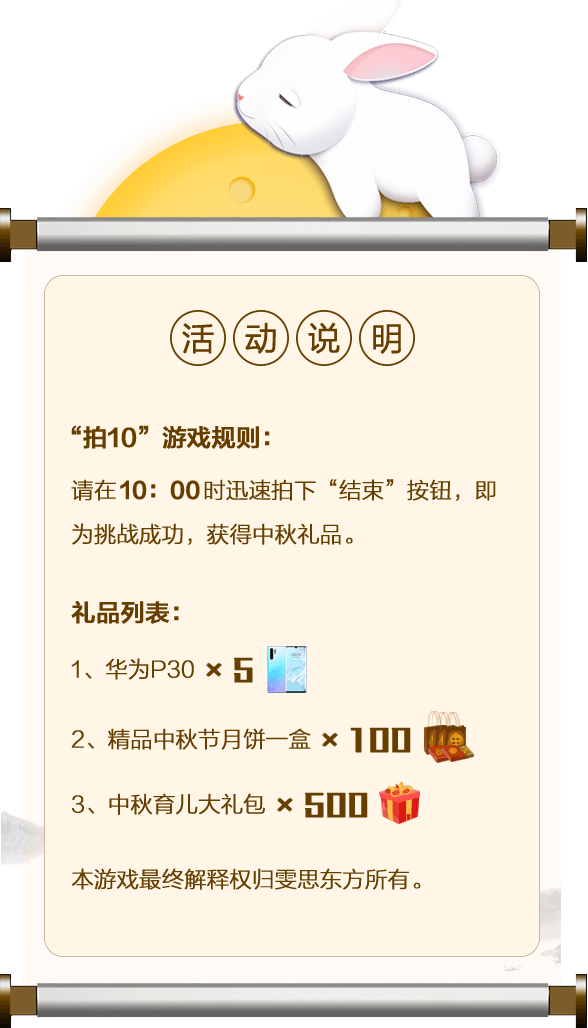 活动说明
“拍10”游戏规则：
请在10：00时迅速拍下“结束”按钮，即
为挑战成功，获得中秋礼品。
礼品列表：
1、华为P30 × 5
2、精品中秋节月饼一盒 × 100
3、中秋育儿大礼包 × 500
本游戏最终解释权归雯思东方所有。